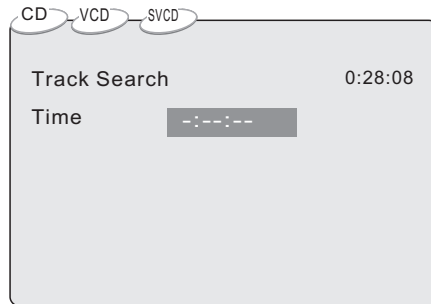 CD VCD SVCD
Track Search 0:28:08
Time -:--:--